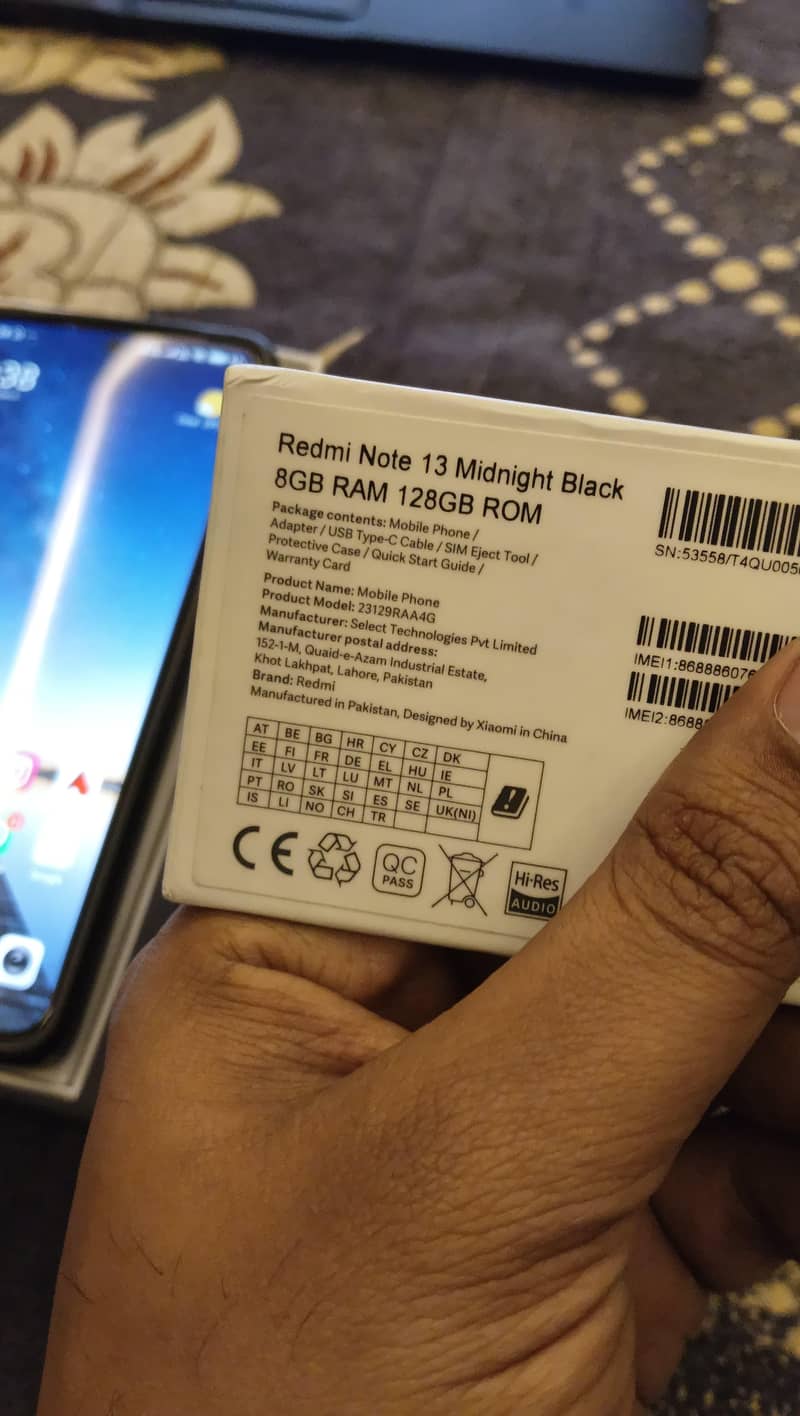 Redmi Note 13 Midnight Black
8GB RAM 128GB ROM
Package contents: Mobile Phone /
Adapter / USB Type-C Cable / SIM Eject Tool /
Protective Case / Quick Start Guide /
Warranty Card
Product Name: Mobile Phone
Product Model: 23129RAA4G
Manufacturer: Select Technologies Pvt Limited
Manufacturer postal address:
152-1-M, Quaid-e-Azam Industrial Estate,
Khot Lakhpat, Lahore, Pakistan
Brand: Redmi
Manufactured in Pakistan, Designed by Xiaomi in China
AT BE BG HR CY CZ DK
EE FI FR DE EL HU IE
IT LV LT LU MT NL PL
PT RO SK SI ES SE UK(NI)
IS LI NO CH TR
CE
QC
PASS
Hi-Res
AUDIO
SN:53558/T4QU005
IMEI1:86888607
IMEI2:8688